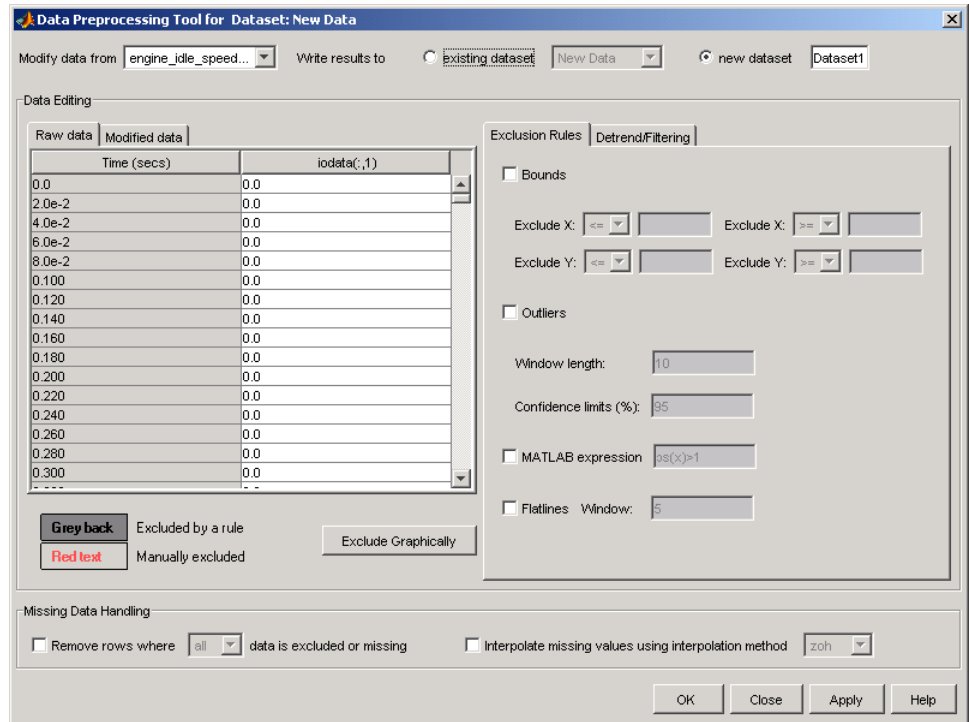 Data Preprocessing Tool for Dataset: New Data
Modify data from engine_idle_speed... Write results to existing dataset New Data new dataset Dataset1
Data Editing
Raw data Modified data
Time (secs) iodata(:,1)
0.0 0.0
2.0e-2 0.0
4.0e-2 0.0
6.0e-2 0.0
8.0e-2 0.0
0.100 0.0
0.120 0.0
0.140 0.0
0.160 0.0
0.180 0.0
0.200 0.0
0.220 0.0
0.240 0.0
0.260 0.0
0.280 0.0
0.300 0.0
Grey back Excluded by a rule
Red text Manually excluded
Exclude Graphically
Exclusion Rules Detrend/Filtering
Bounds
Exclude X: <= Exclude X: >=
Exclude Y: <= Exclude Y: >=
Outliers
Window length: 10
Confidence limits (%): 95
MATLAB expression os(x)>1
Flatlines Window: 5
Missing Data Handling
Remove rows where all data is excluded or missing Interpolate missing values using interpolation method zoh
OK Close Apply Help